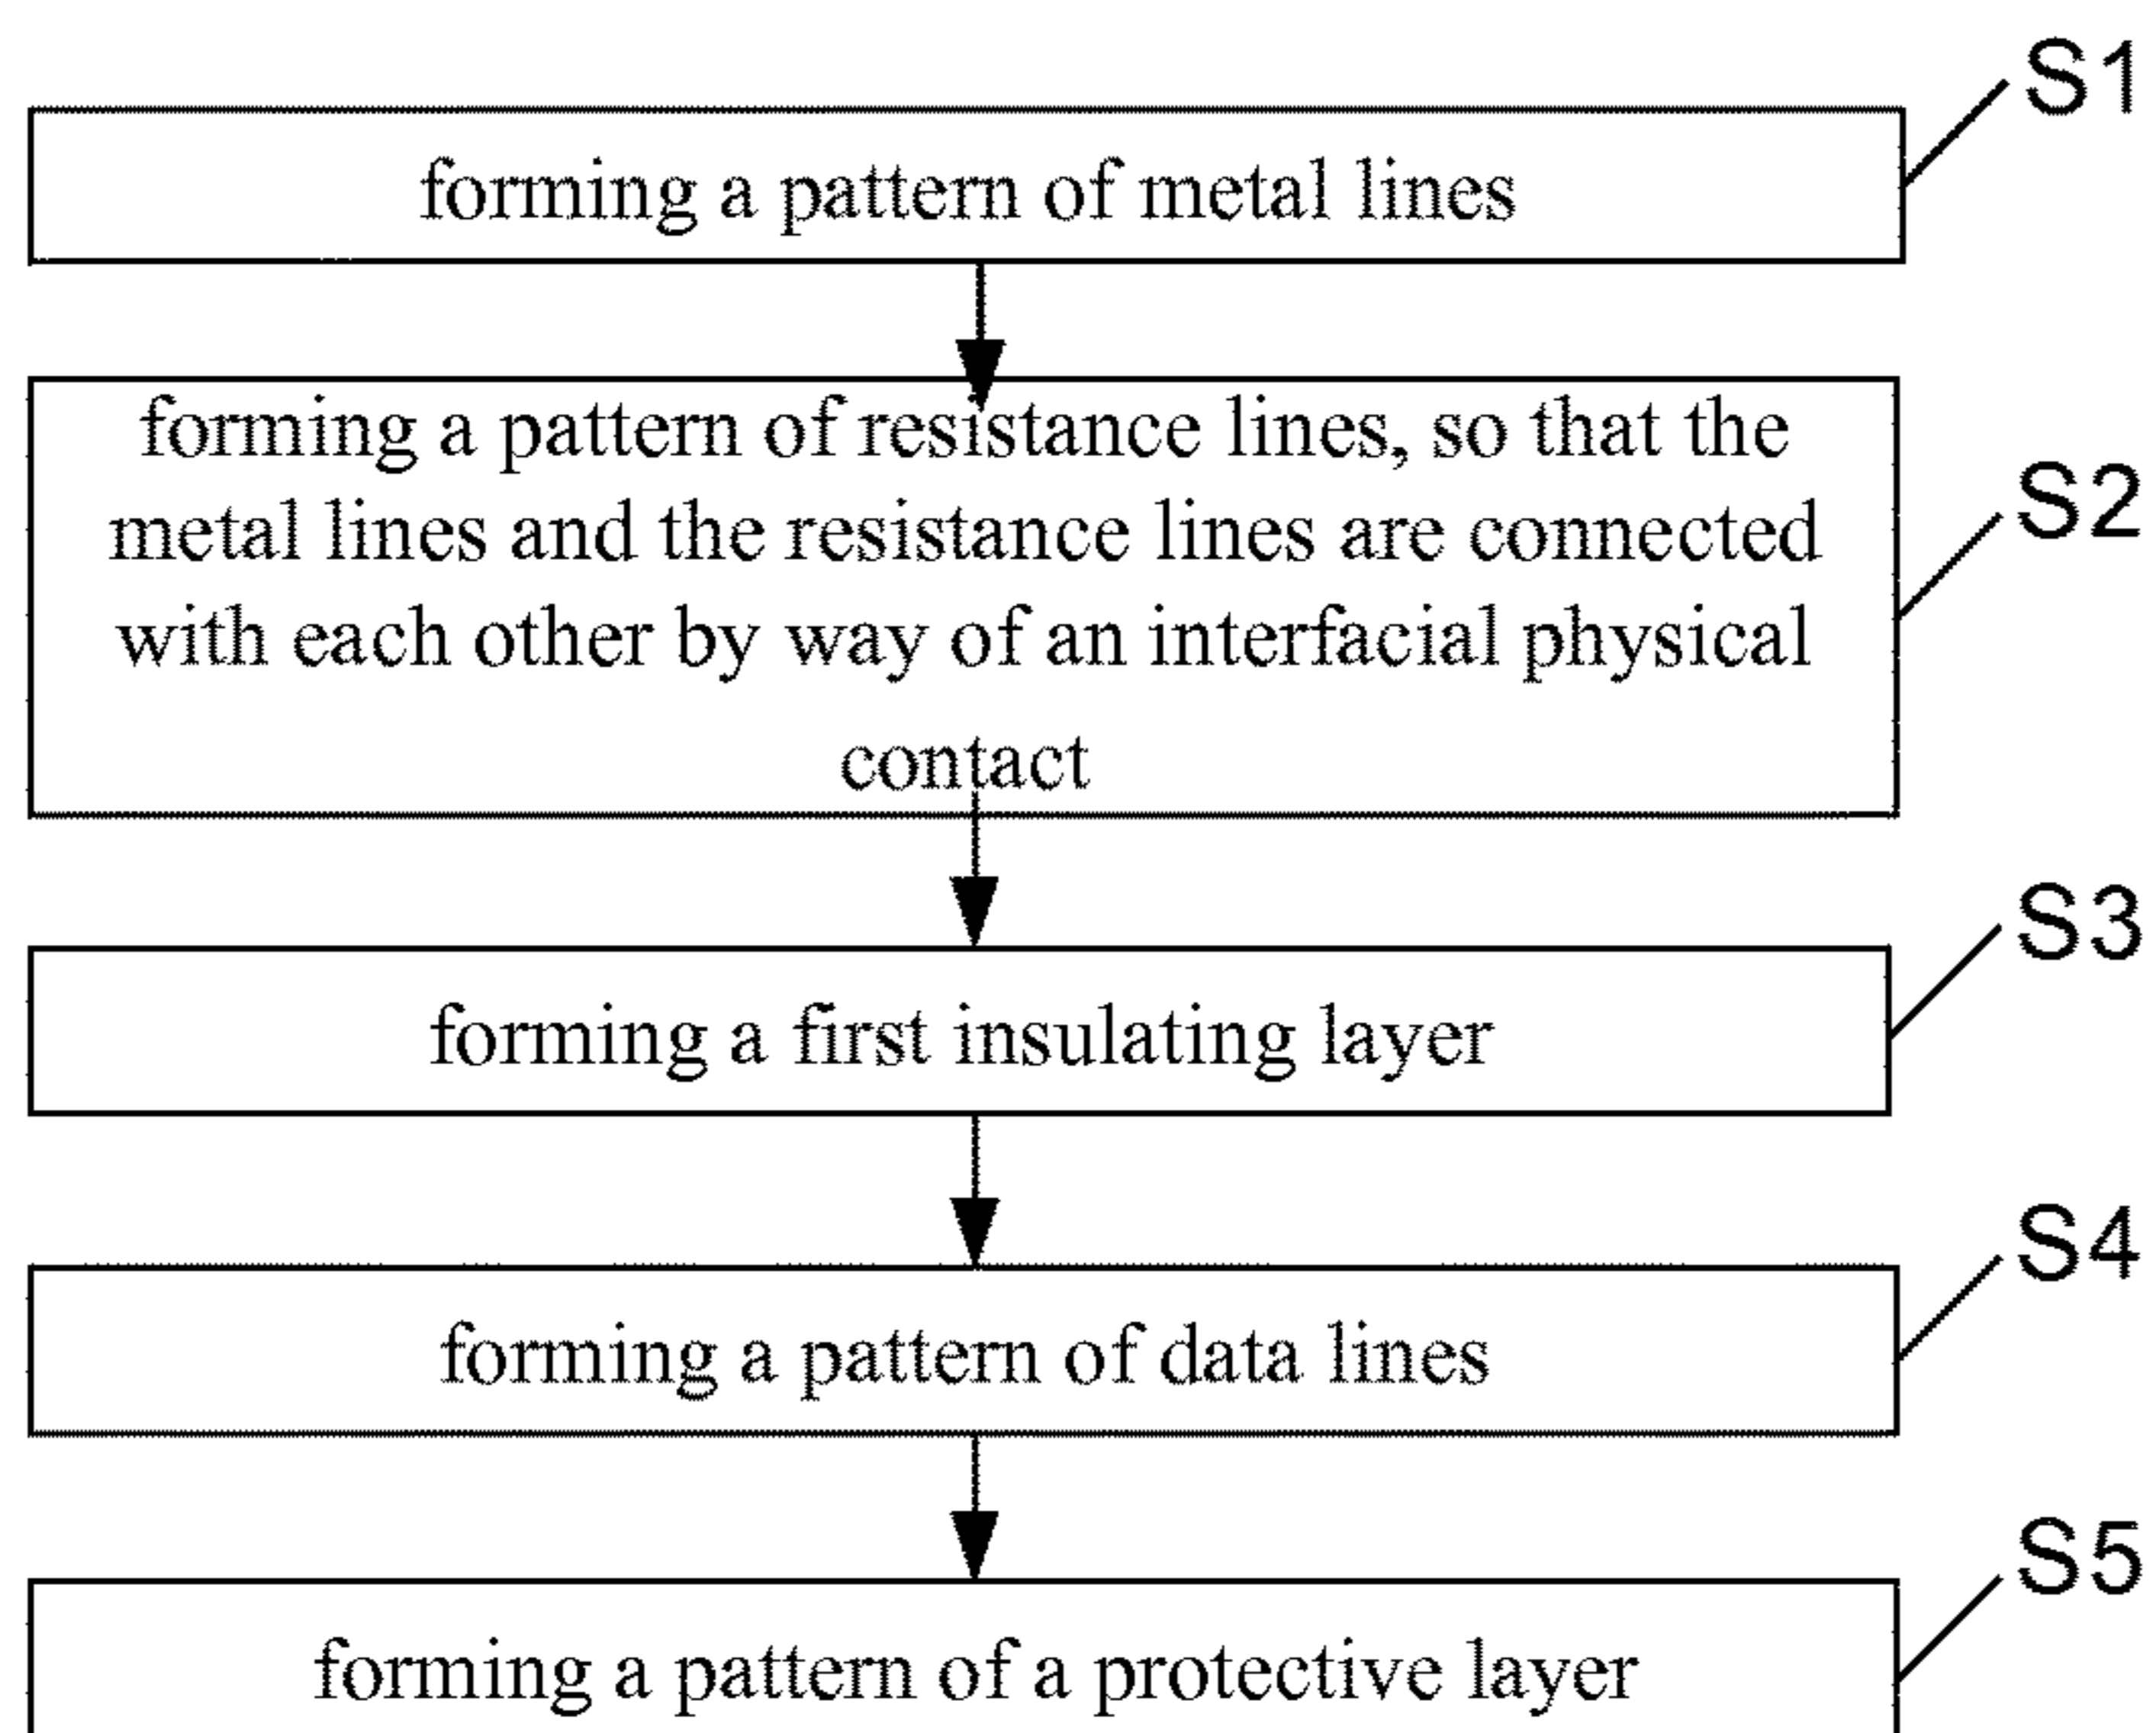 S1
forming a pattern of metal lines
forming a pattern of resistance lines, so that the
metal lines and the resistance lines are connected
with each other by way of an interfacial physical
contact
S2
forming a first insulating layer
S3
forming a pattern of data lines
S4
forming a pattern of a protective layer
S5